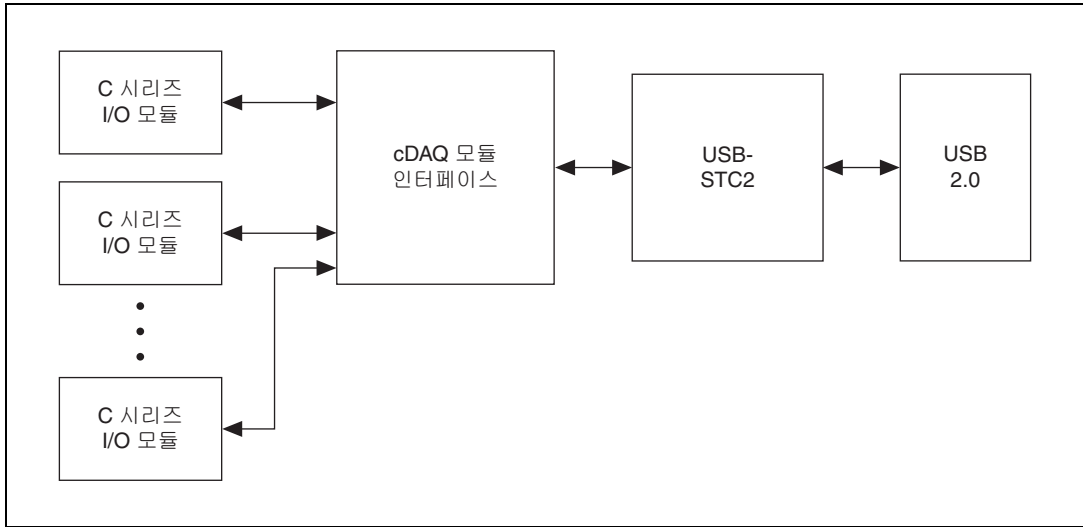 C 시리즈
I/O 모듈
C 시리즈
I/O 모듈
C 시리즈
I/O 모듈
cDAQ 모듈
인터페이스
USB-
STC2
USB
2.0